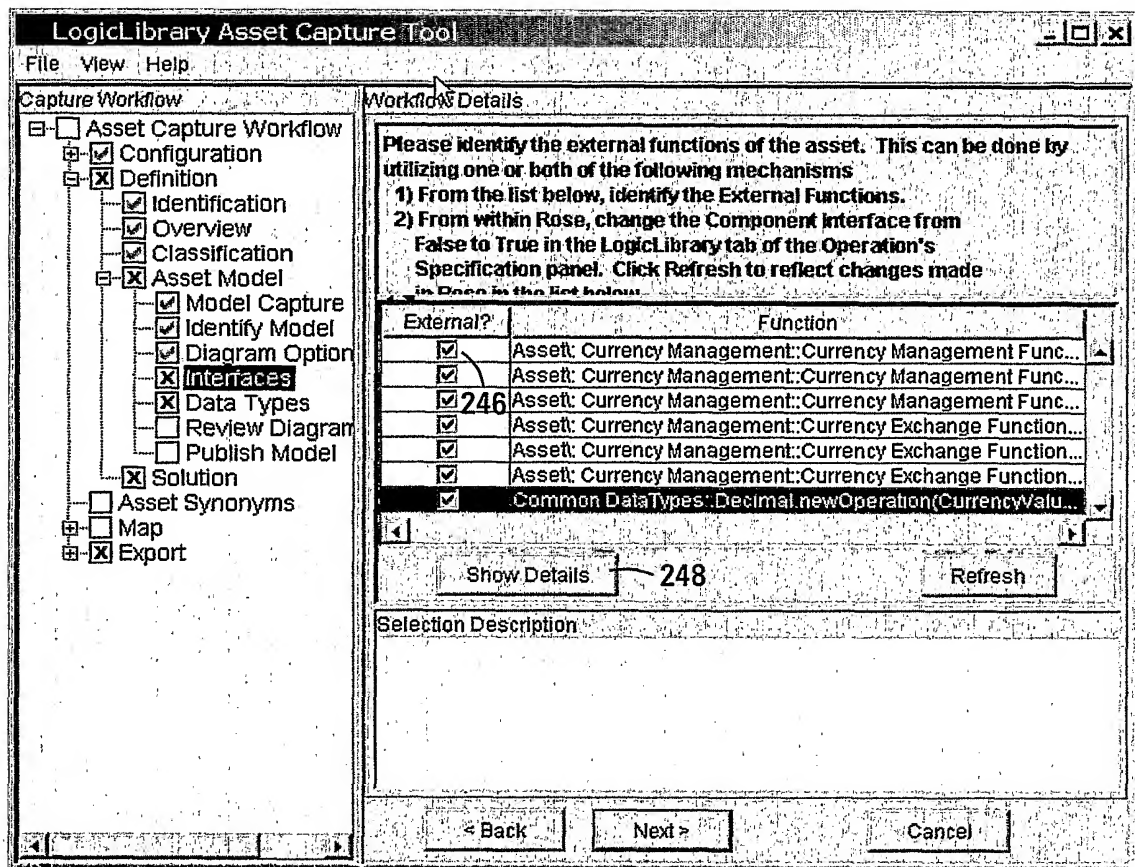 LogicLibrary Asset Capture Tool
File View Help
Capture Workflow
Asset Capture Workflow
Configuration
Definition
Identification
Overview
Classification
Asset Model
Model Capture
Identify Model
Diagram Option
Interfaces
Data Types
Review Diagram
Publish Model
Solution
Asset Synonyms
Map
Export
Workflow Details
Please identify the external functions of the asset. This can be done by
utilizing one or both of the following mechanisms
1) From the list below, identify the External Functions.
2) From within Rose, change the Component Interface from
False to True in the LogicLibrary tab of the Operation's
Specification panel. Click Refresh to reflect changes made
in Rose in the list below
External? Function
Asset\: Currency Management::Currency Management Func...
Asset\: Currency Management::Currency Management Func...
246 Asset\: Currency Management::Currency Management Func...
Asset\: Currency Management::Currency Exchange Function...
Asset\: Currency Management::Currency Exchange Function...
Asset\: Currency Management::Currency Exchange Function...
Common DataTypes::Decimal.newOperation(CurrencyValu...
Show Details 248 Refresh
Selection Description
< Back Next > Cancel